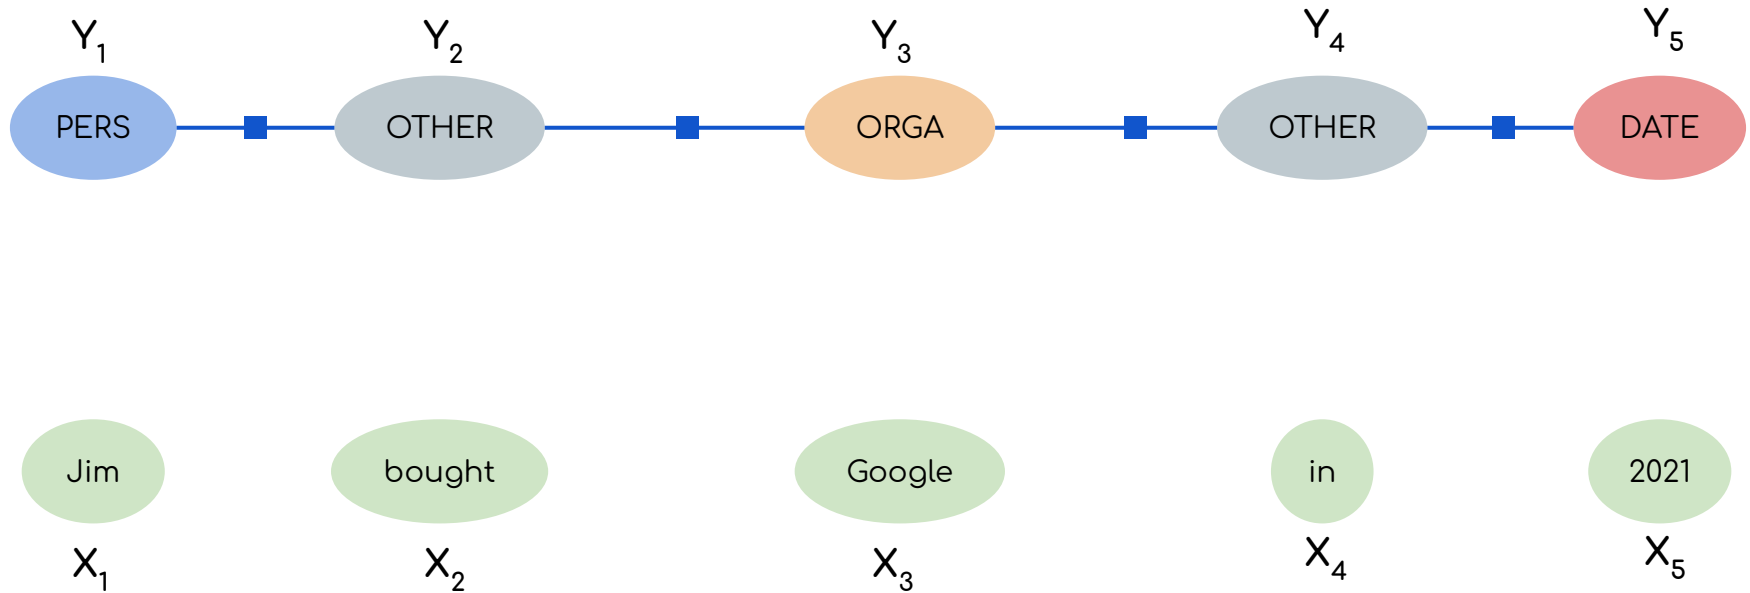 Y1 Y2 Y3 Y4 Y5
PERS OTHER ORGA OTHER DATE
Jim bought Google in 2021
X1 X2 X3 X4 X5